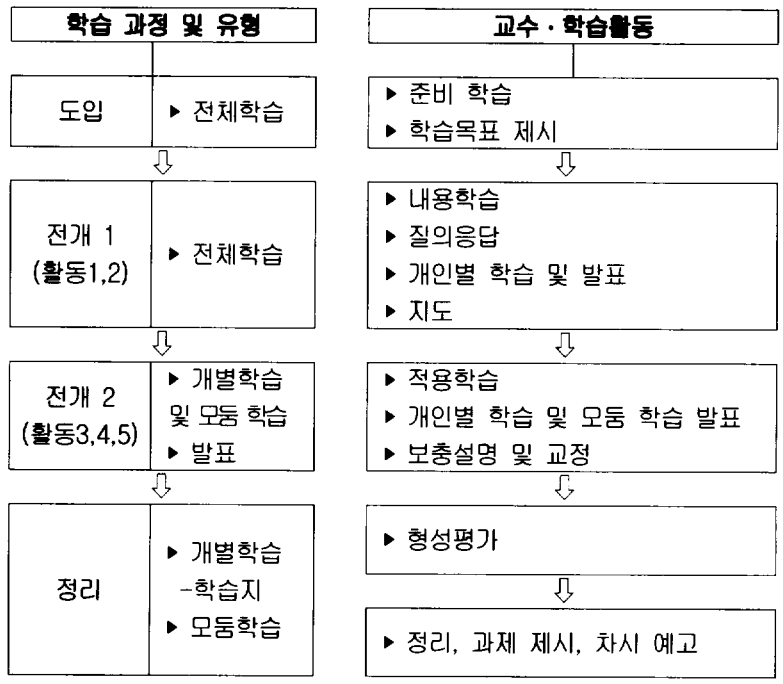 학습 과정 및 유형
도입
▶ 전체학습
전개 1
(활동1,2)
▶ 전체학습
전개 2
(활동3,4,5)
▶ 개별학습
및 모둠 학습
▶ 발표
정리
▶ 개별학습
-학습지
▶ 모둠학습
교수·학습활동
▶ 준비 학습
▶ 학습목표 제시
▶ 내용학습
▶ 질의응답
▶ 개인별 학습 및 발표
▶ 지도
▶ 적용학습
▶ 개인별 학습 및 모둠 학습 발표
▶ 보충설명 및 교정
▶ 형성평가
▶ 정리, 과제 제시, 차시 예고